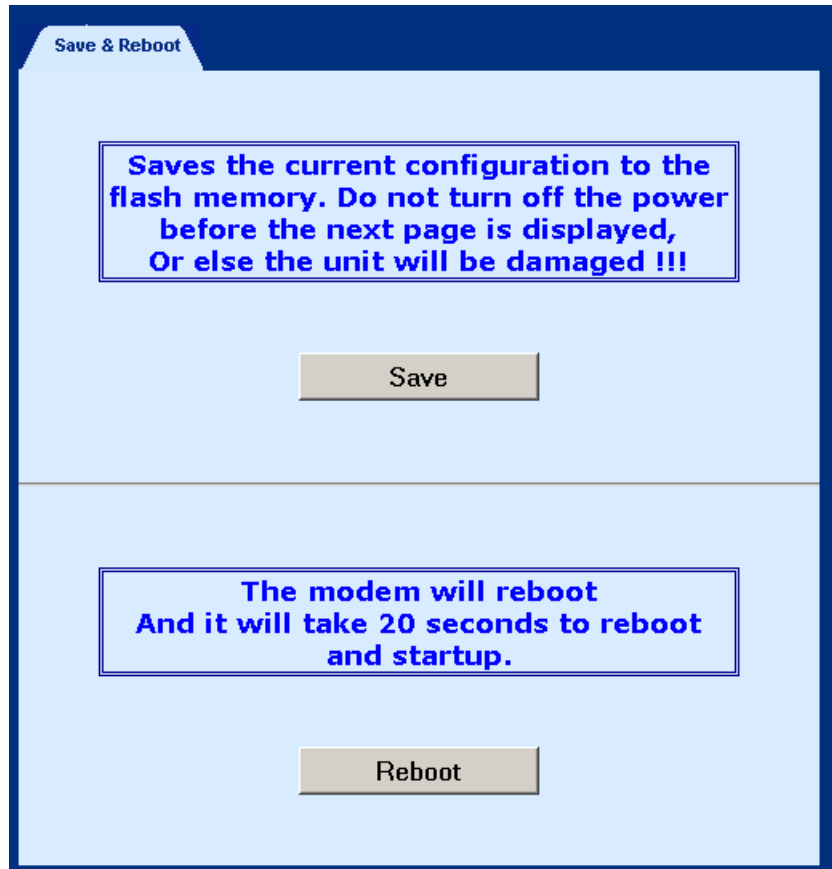 Save & Reboot
Saves the current configuration to the
flash memory. Do not turn off the power
before the next page is displayed,
Or else the unit will be damaged !!!
Save
The modem will reboot
And it will take 20 seconds to reboot
and startup.
Reboot